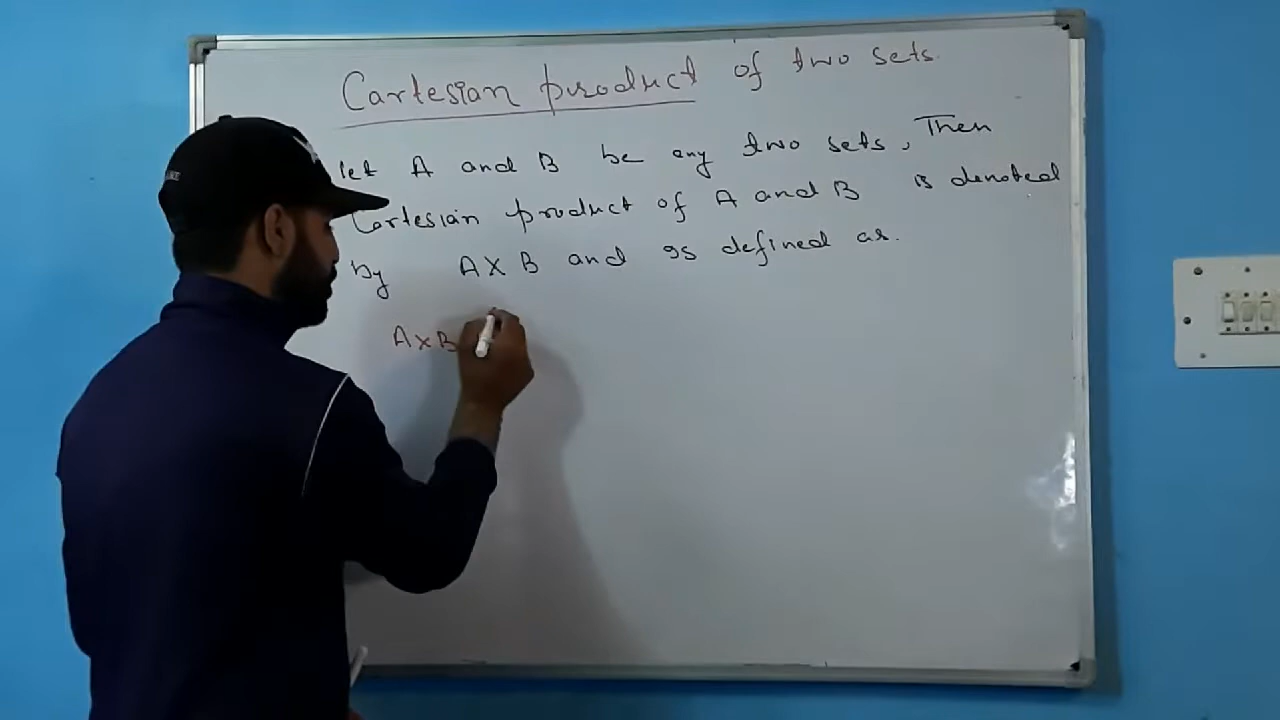 Cartesian product of two sets.
let A and B be any two sets, Then
Cartesian product of A and B is denoted
by A X B and is defined as.
A x B